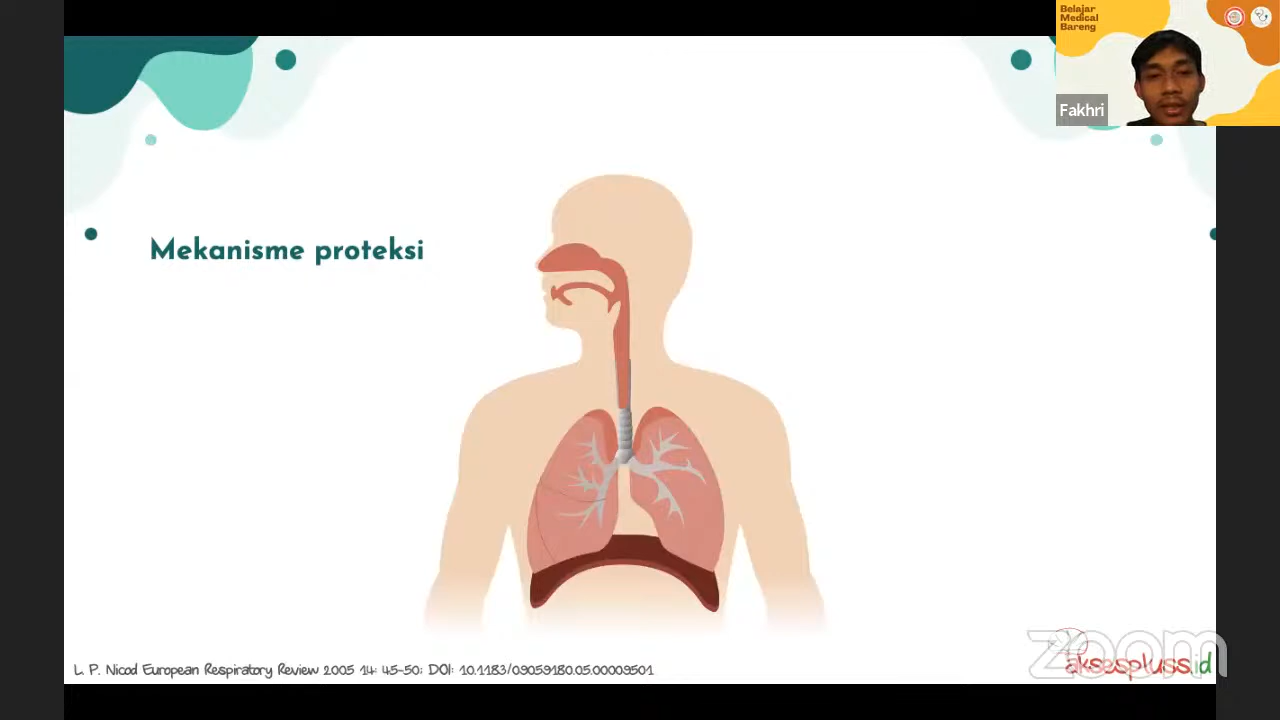 Belajar
Medical
Bareng
Fakhri
Mekanisme proteksi
L. P. Nicod European Respiratory Review 2005 14: 45-50; DOI: 10.1183/09059180.05.00009501
zoom
aksespluss.id